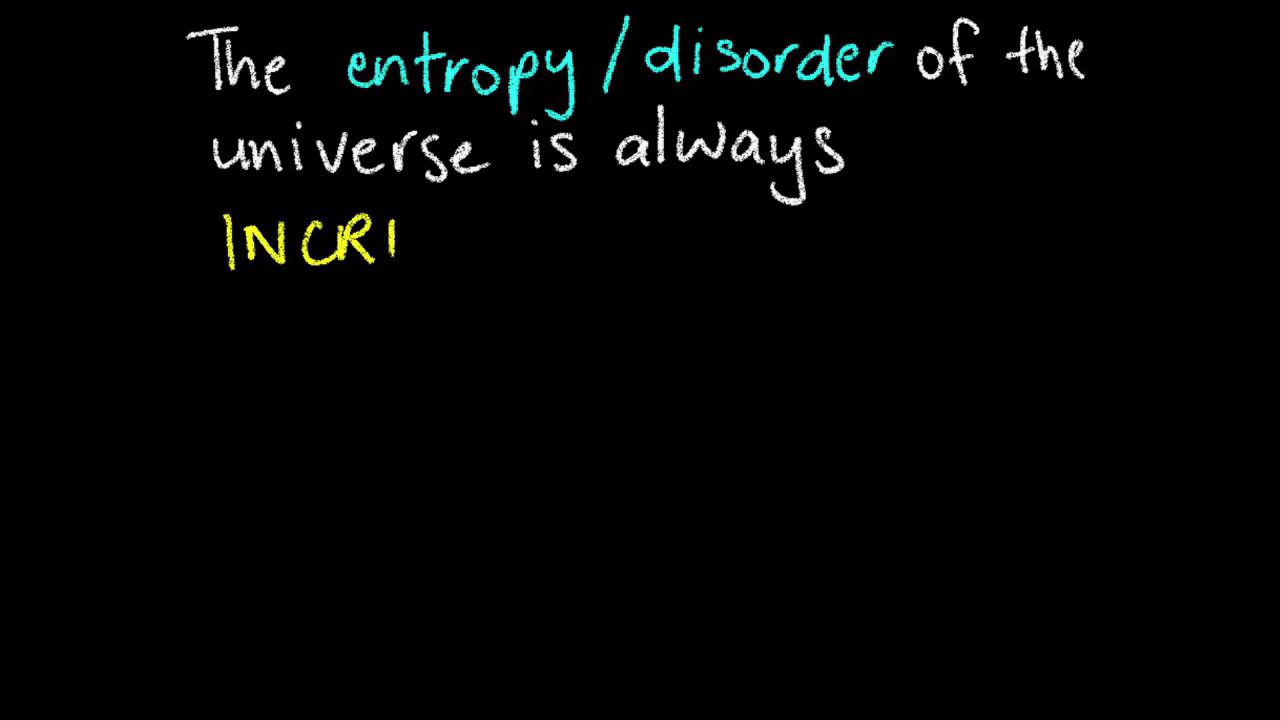 The entropy / disorder of the
universe is always
INCRI